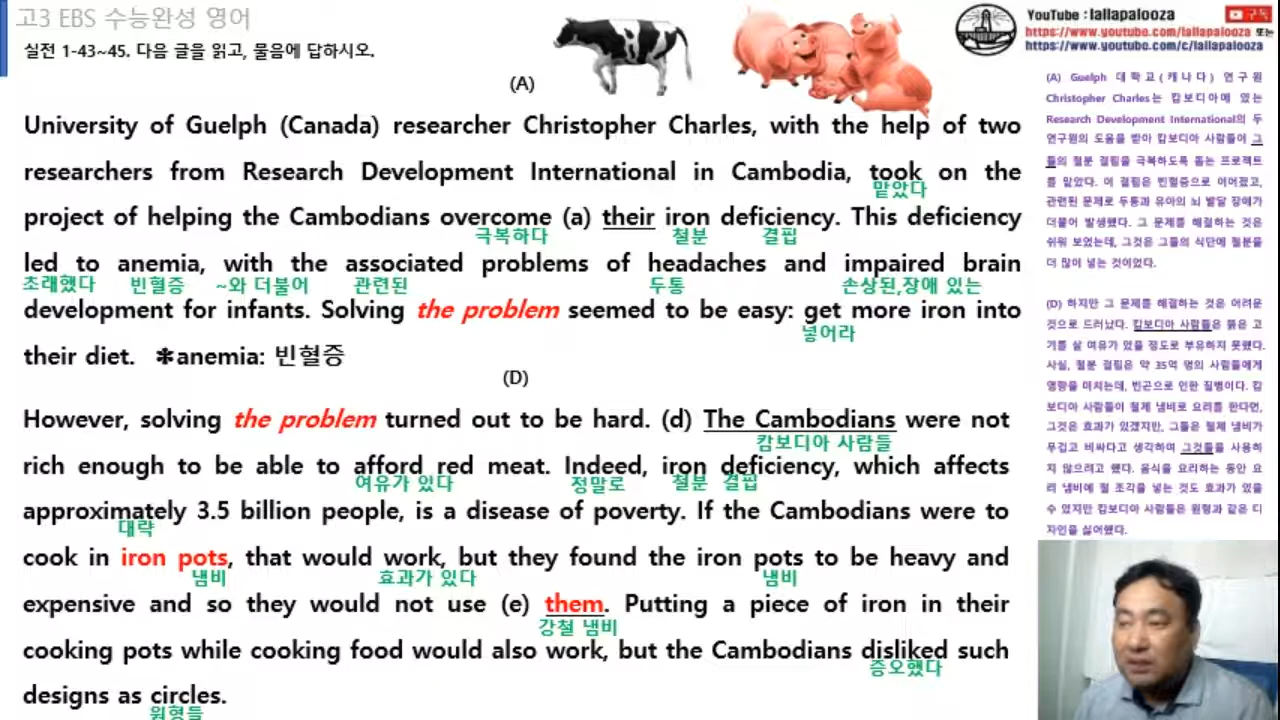 고3 EBS 수능완성 영어
실전 1-43~45. 다음 글을 읽고, 물음에 답하시오.
YouTube : lallapalooza
구독
https://www.youtube.com/lallapalooza 또는
https://www.youtube.com/c/lallapalooza
(A)
University of Guelph (Canada) researcher Christopher Charles, with the help of two
researchers from Research Development International in Cambodia, took on the
맡았다
project of helping the Cambodians overcome (a) their iron deficiency. This deficiency
극복하다 철분 결핍
led to anemia, with the associated problems of headaches and impaired brain
초래했다 빈혈증 ~와 더불어 관련된 두통 손상된,장애 있는
development for infants. Solving the problem seemed to be easy: get more iron into
넣어라
their diet. ✻anemia: 빈혈증
(D)
However, solving the problem turned out to be hard. (d) The Cambodians were not
캄보디아 사람들
rich enough to be able to afford red meat. Indeed, iron deficiency, which affects
여유가 있다 정말로 철분 결핍
approximately 3.5 billion people, is a disease of poverty. If the Cambodians were to
대략
cook in iron pots, that would work, but they found the iron pots to be heavy and
냄비 효과가 있다 냄비
expensive and so they would not use (e) them. Putting a piece of iron in their
강철 냄비
cooking pots while cooking food would also work, but the Cambodians disliked such
증오했다
designs as circles.
원형들
(A) Guelph 대학교(캐나다) 연구원
Christopher Charles는 캄보디아에 있는
Research Development International의 두
연구원의 도움을 받아 캄보디아 사람들이 그
들의 철분 결핍을 극복하도록 돕는 프로젝트
를 맡았다. 이 결핍은 빈혈증으로 이어졌고,
관련된 문제로 두통과 유아의 뇌 발달 장애가
더불어 발생했다. 그 문제를 해결하는 것은
쉬워 보였는데, 그것은 그들의 식단에 철분을
더 많이 넣는 것이었다.
(D) 하지만 그 문제를 해결하는 것은 어려운
것으로 드러났다. 캄보디아 사람들은 붉은 고
기를 살 여유가 있을 정도로 부유하지 못했다.
사실, 철분 결핍은 약 35억 명의 사람들에게
영향을 미치는데, 빈곤으로 인한 질병이다. 캄
보디아 사람들이 철제 냄비로 요리를 한다면,
그것은 효과가 있겠지만, 그들은 철제 냄비가
무겁고 비싸다고 생각하여 그것들을 사용하
지 않으려고 했다. 음식을 요리하는 동안 요
리 냄비에 철 조각을 넣는 것도 효과가 있을
수 있지만 캄보디아 사람들은 원형과 같은 디
자인을 싫어했다.